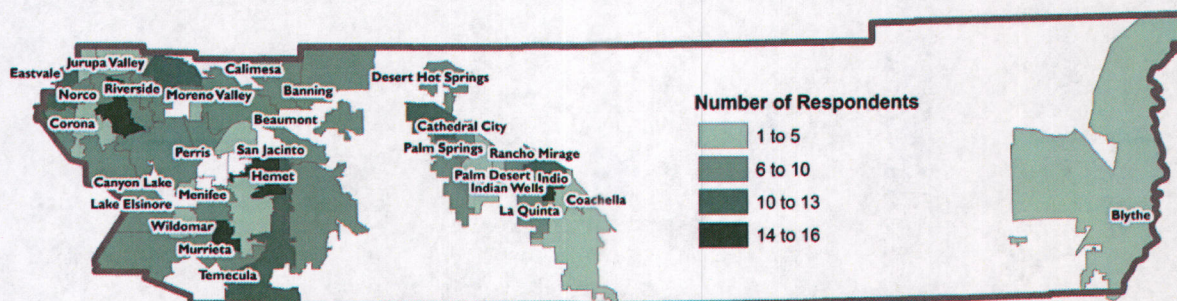 Jurupa Valley
Eastvale
Calimesa
Norco
Riverside
Moreno Valley
Banning
Desert Hot Springs
Corona
Beaumont
Cathedral City
Perris
San Jacinto
Palm Springs
Rancho Mirage
Canyon Lake
Hemet
Palm Desert
Indio
Menifee
Indian Wells
Lake Elsinore
Coachella
La Quinta
Wildomar
Murrieta
Temecula
Number of Respondents
1 to 5
6 to 10
10 to 13
14 to 16
Blythe